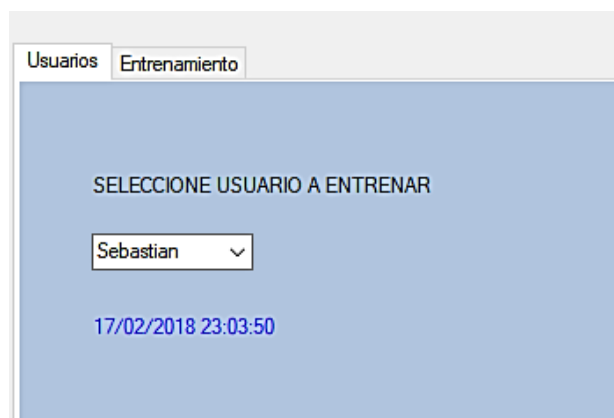 Usuarios Entrenamiento
SELECCIONE USUARIO A ENTRENAR
Sebastian
17/02/2018 23:03:50